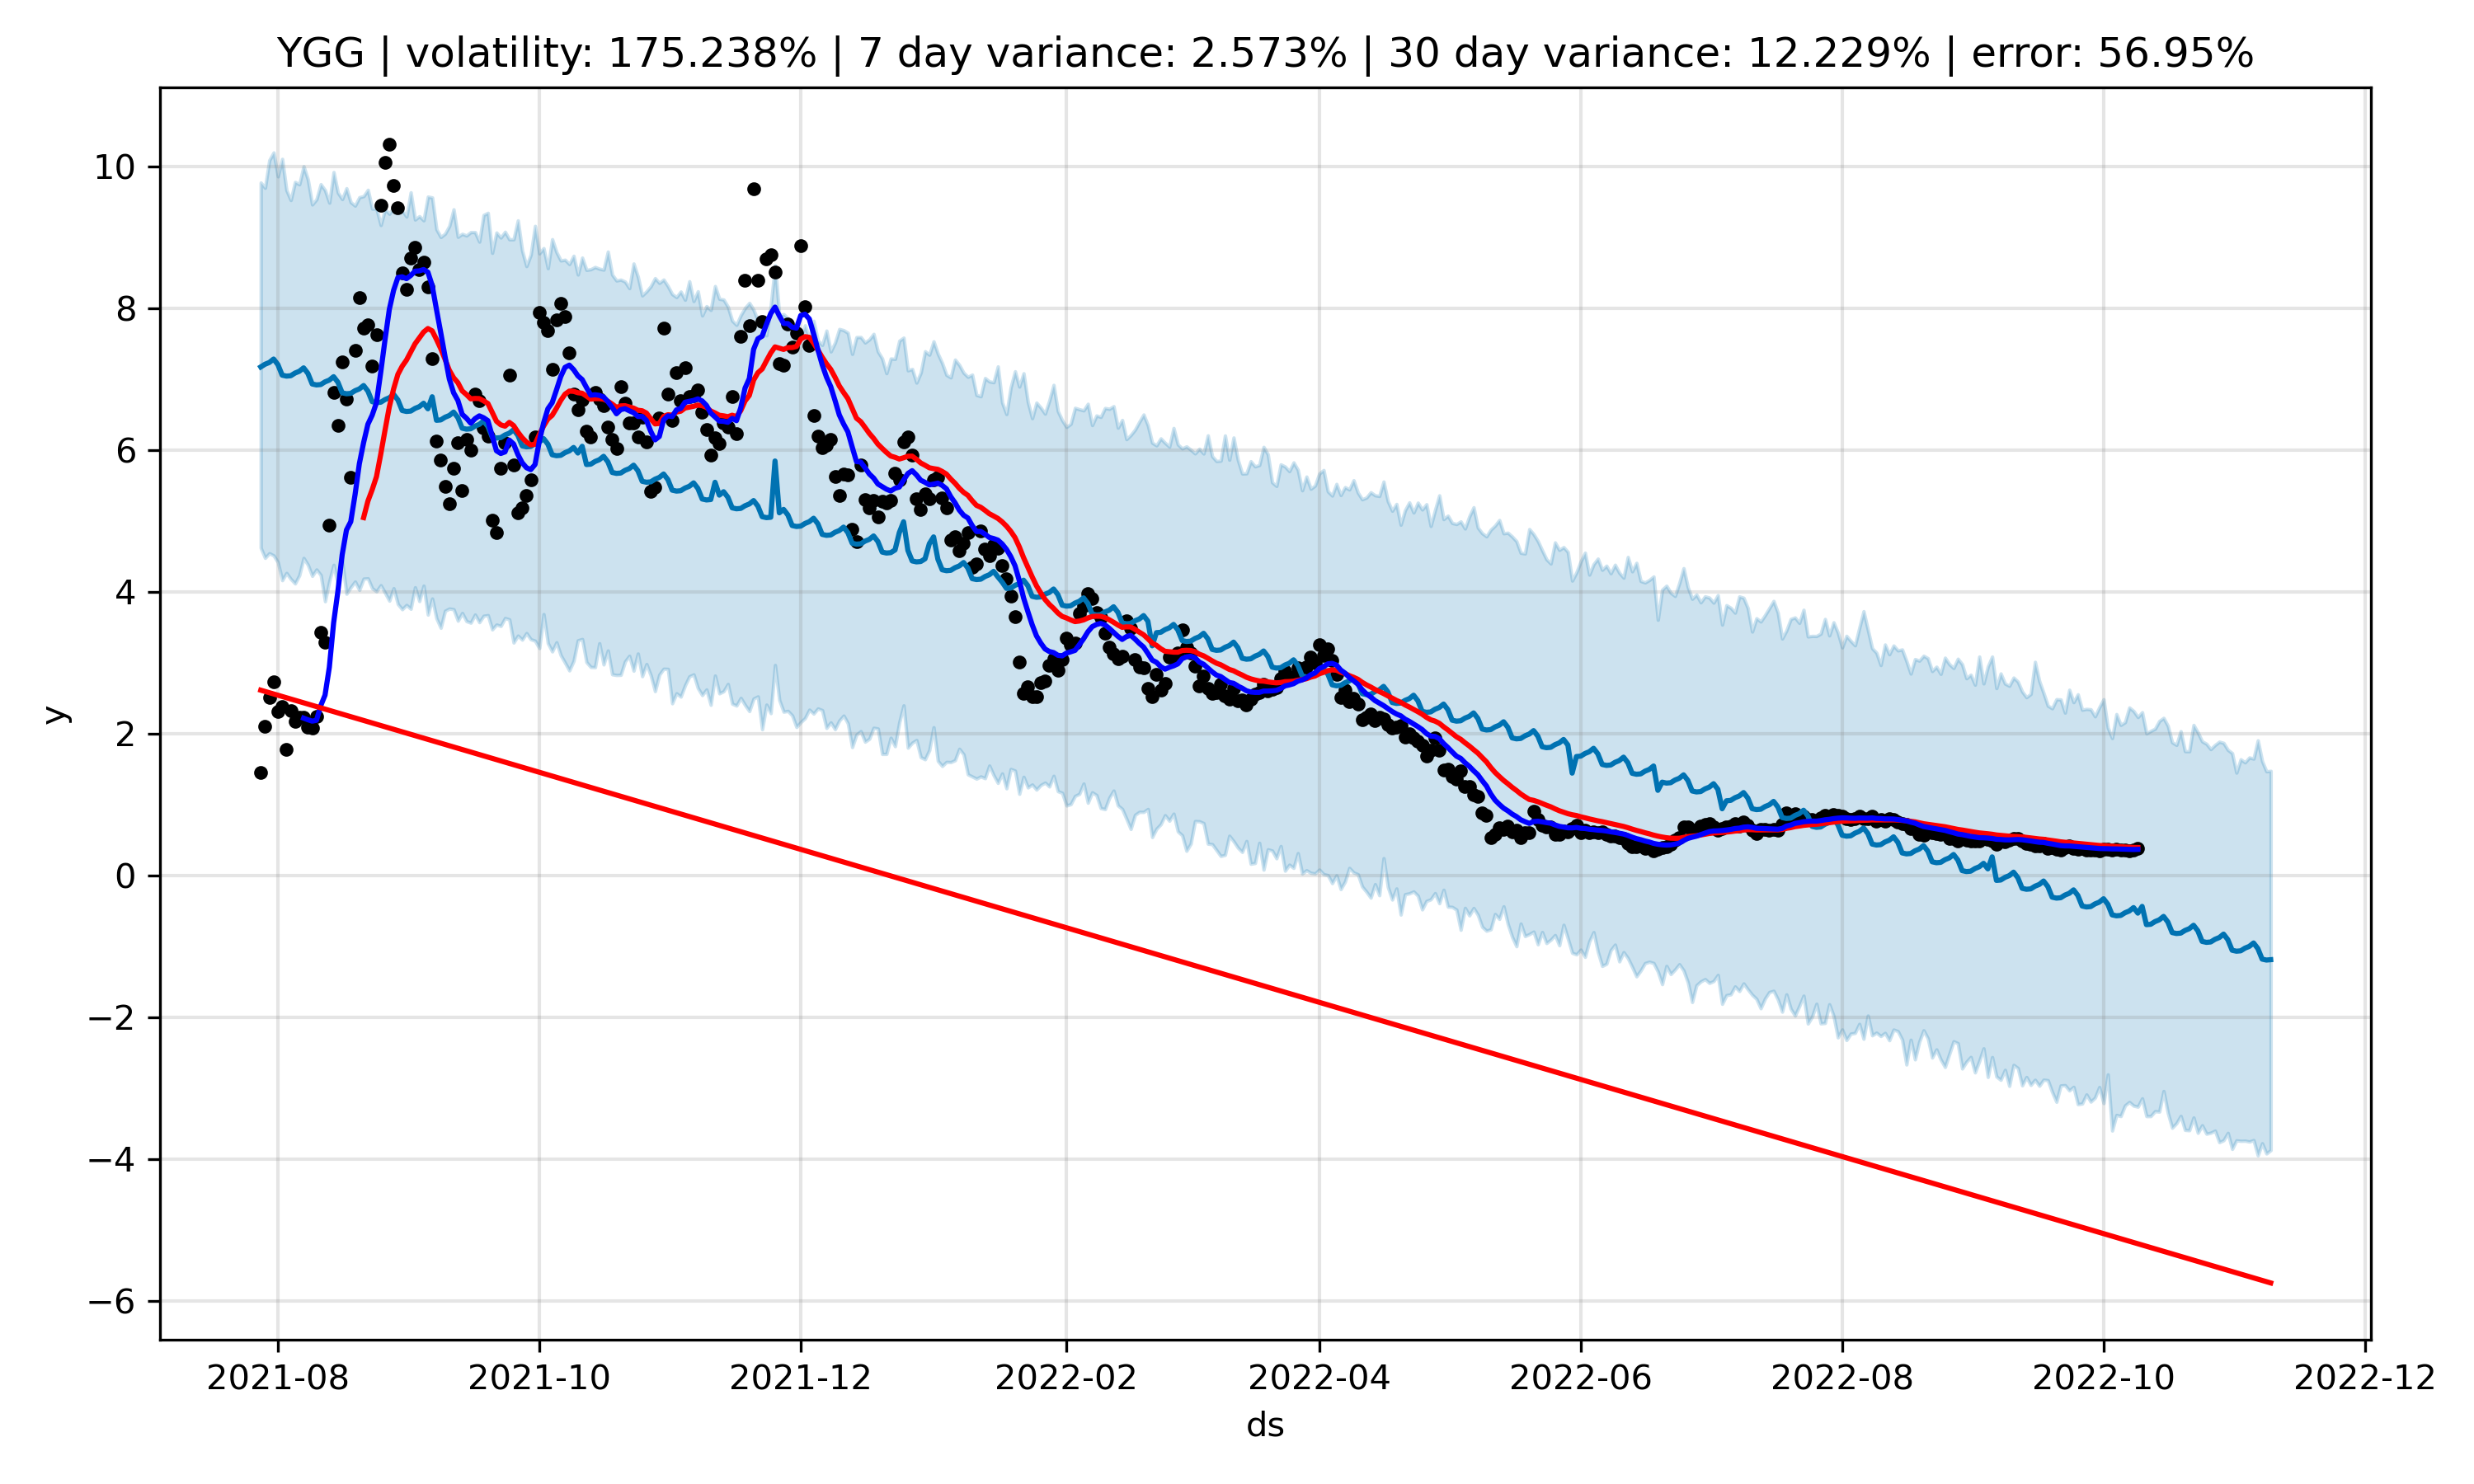 YGG | volatility: 175.238% | 7 day variance: 2.573% | 30 day variance: 12.229% | error: 56.95%
10
8
6
4
2
0
−2
−4
−6
y
2021-08 2021-10 2021-12 2022-02 2022-04 2022-06 2022-08 2022-10 2022-12
ds